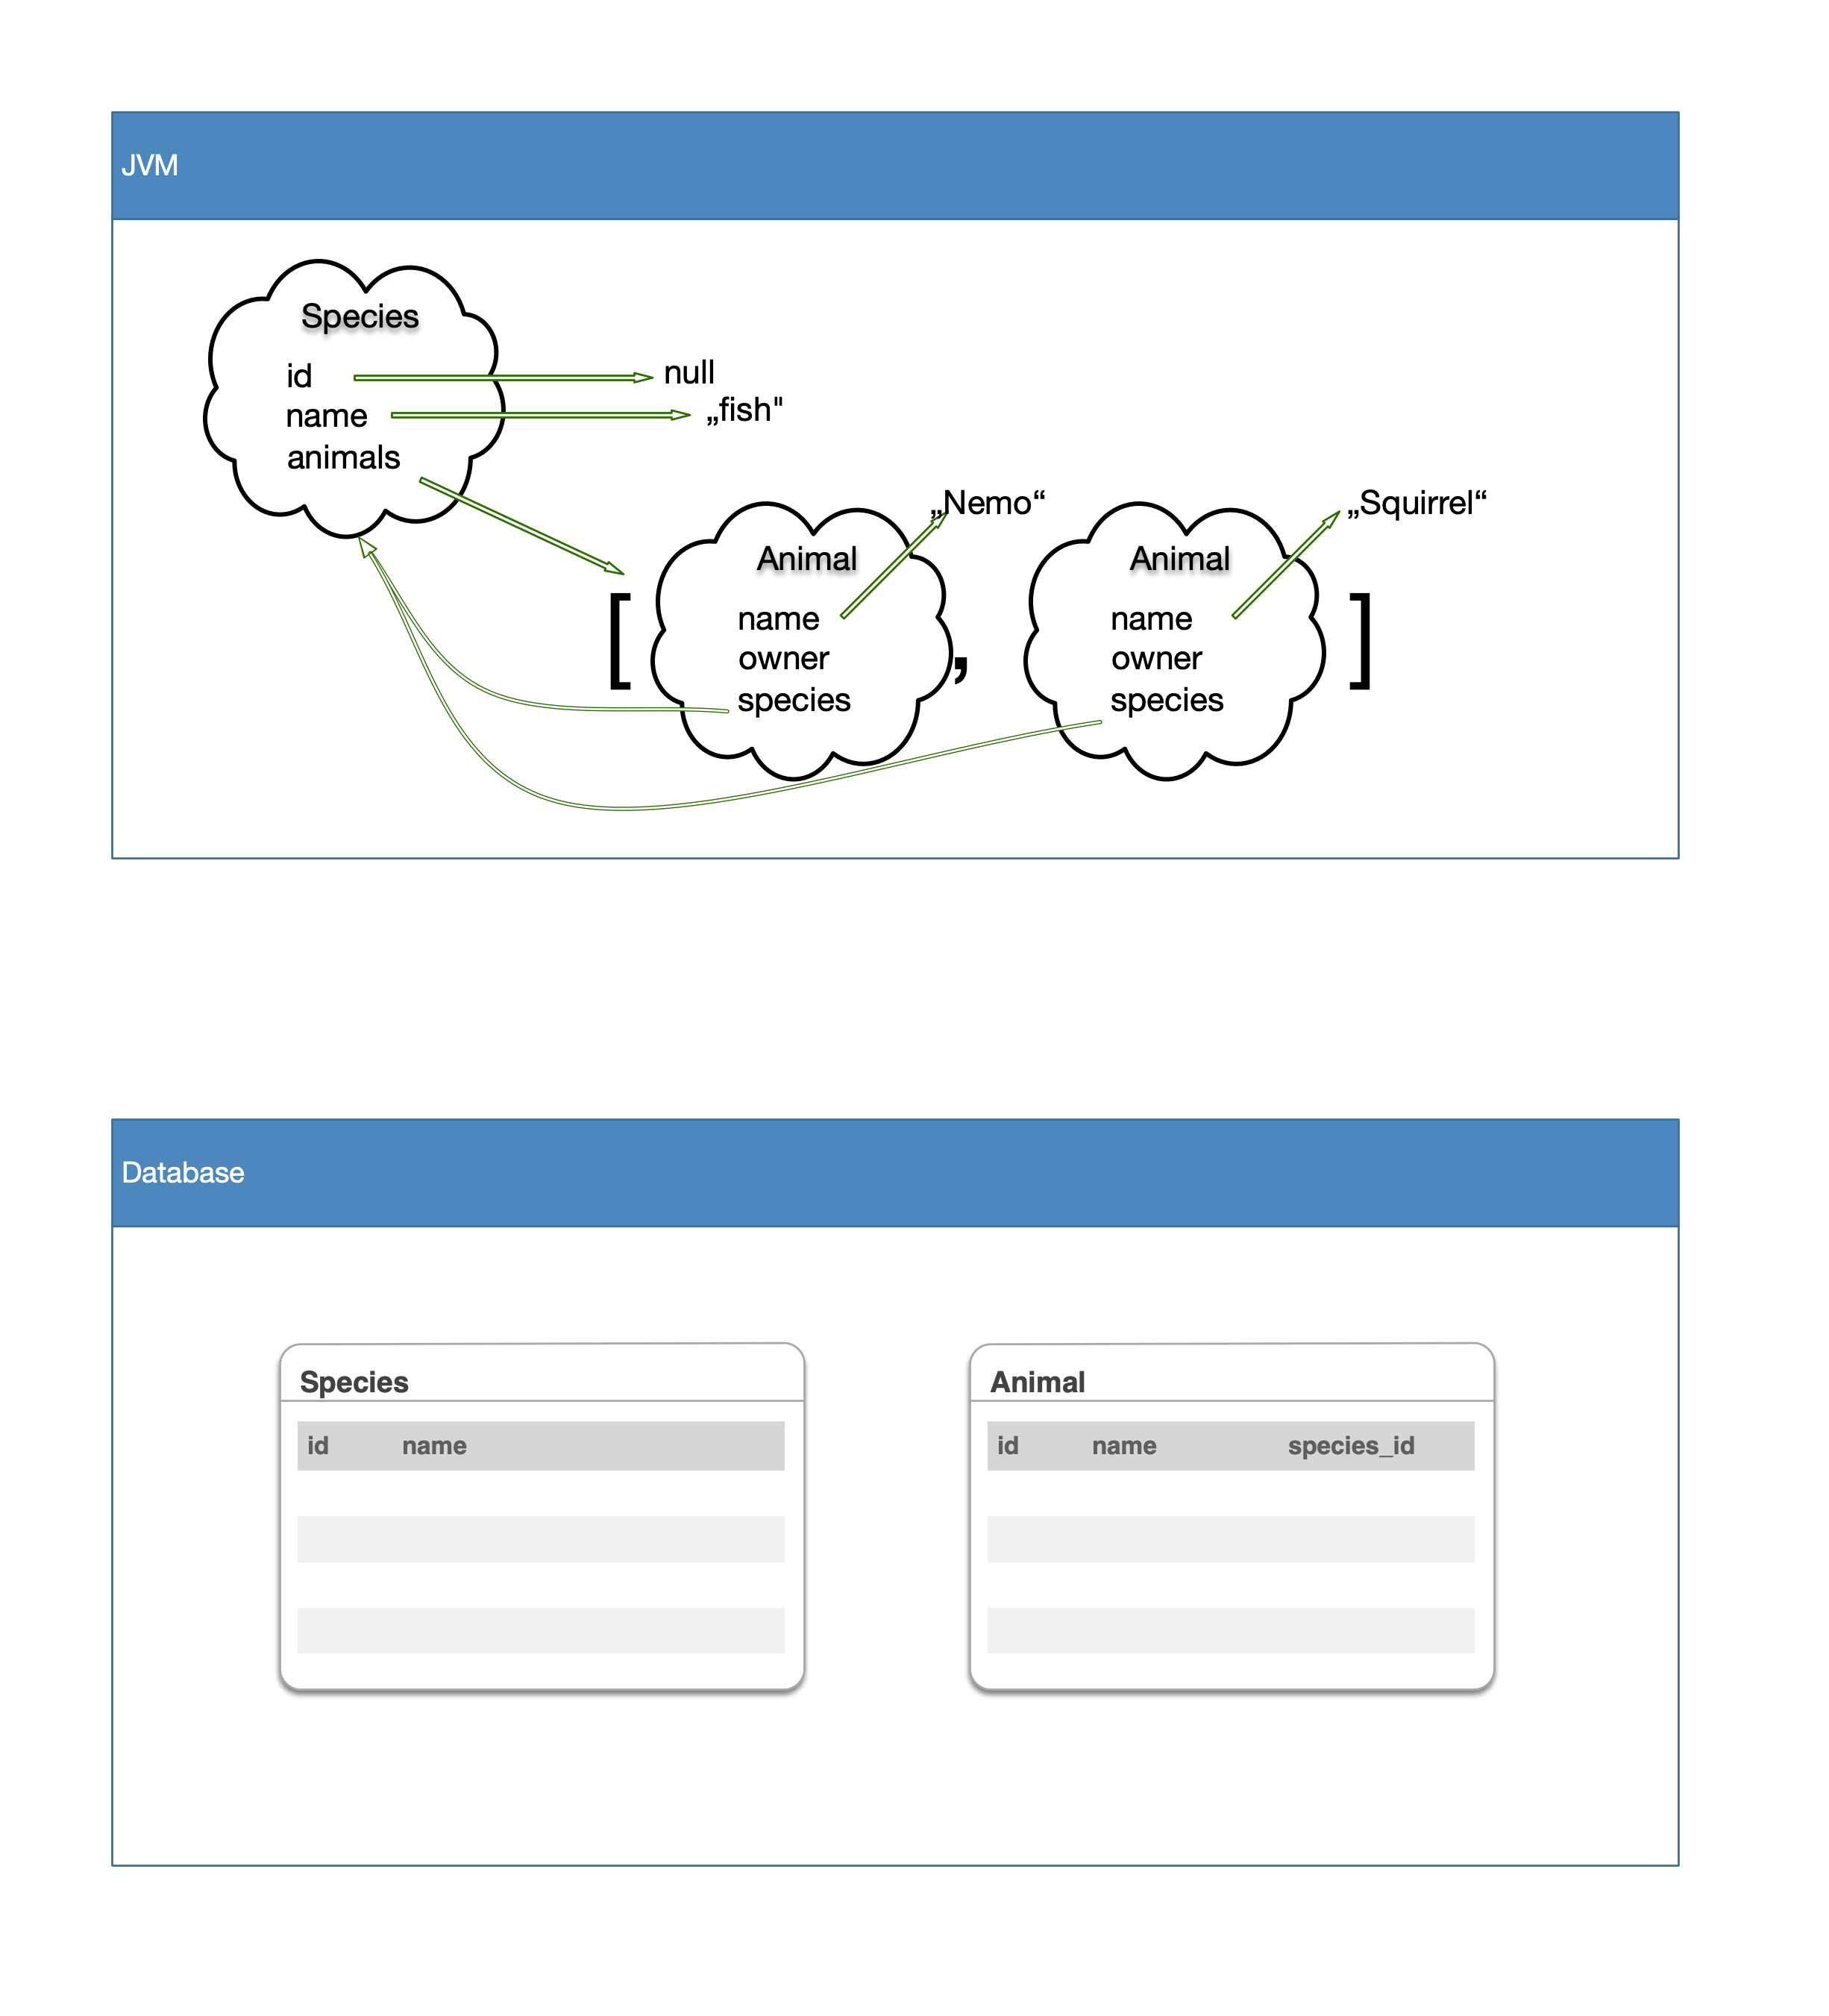 JVM
Species
id null
name „fish"
animals
„Nemo“ „Squirrel“
Animal Animal
[ name , name ]
owner owner
species species
Database
Species Animal
id name id name species_id